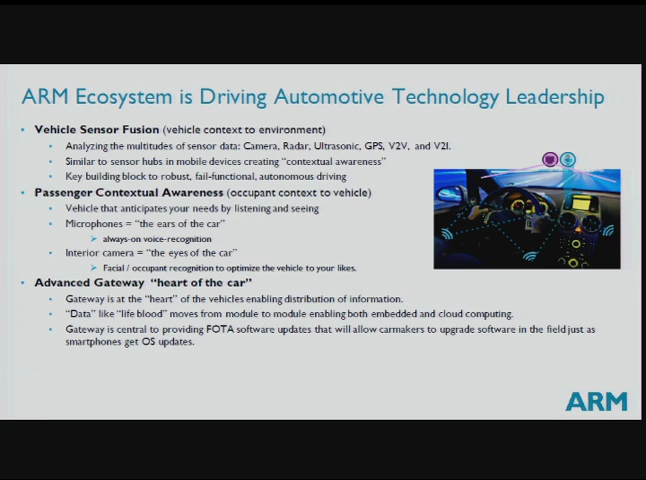 ARM Ecosystem is Driving Automotive Technology Leadership
• Vehicle Sensor Fusion (vehicle context to environment)
• Analyzing the multitudes of sensor data: Camera, Radar, Ultrasonic, GPS, V2V, and V2I.
• Similar to sensor hubs in mobile devices creating “contextual awareness”
• Key building block to robust, fail-functional, autonomous driving
• Passenger Contextual Awareness (occupant context to vehicle)
• Vehicle that anticipates your needs by listening and seeing
• Microphones = “the ears of the car”
➢ always-on voice-recognition
• Interior camera = “the eyes of the car”
➢ Facial / occupant recognition to optimize the vehicle to your likes.
• Advanced Gateway “heart of the car”
• Gateway is at the “heart” of the vehicles enabling distribution of information.
• “Data” like “life blood” moves from module to module enabling both embedded and cloud computing.
• Gateway is central to providing FOTA software updates that will allow carmakers to upgrade software in the field just as
smartphones get OS updates.
ARM